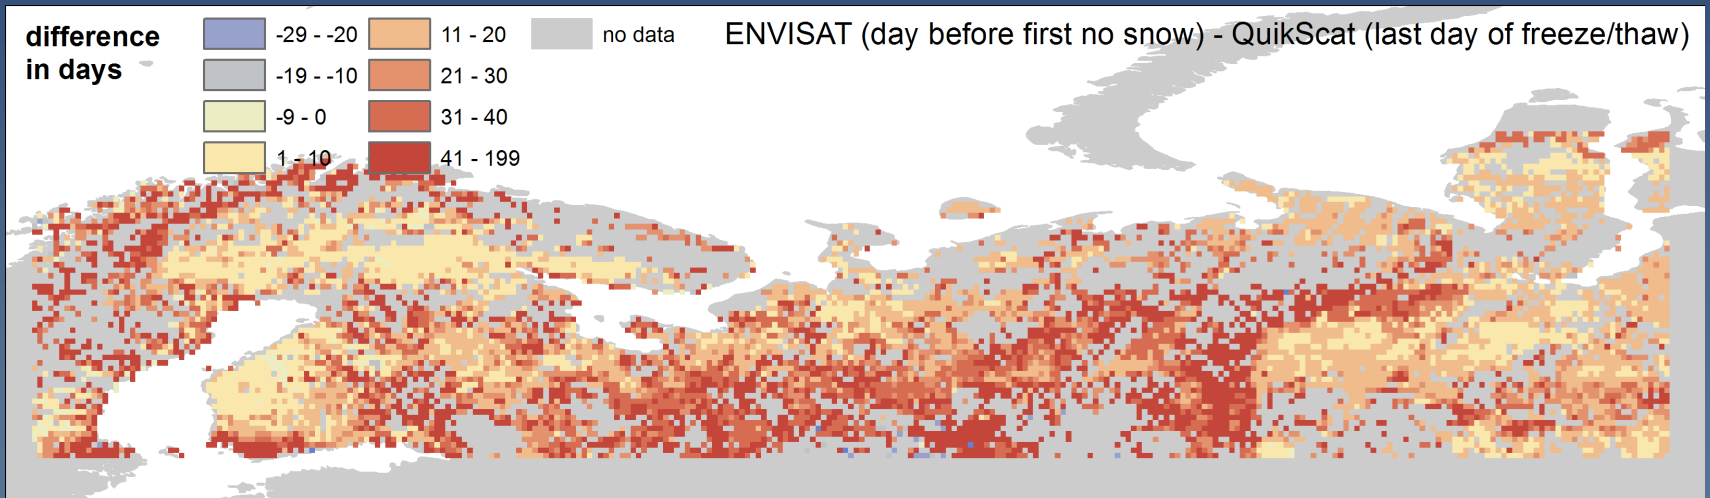 difference
in days
-29 - -20
-19 - -10
-9 - 0
1 - 10
11 - 20
21 - 30
31 - 40
41 - 199
no data
ENVISAT (day before first no snow) - QuikScat (last day of freeze/thaw)